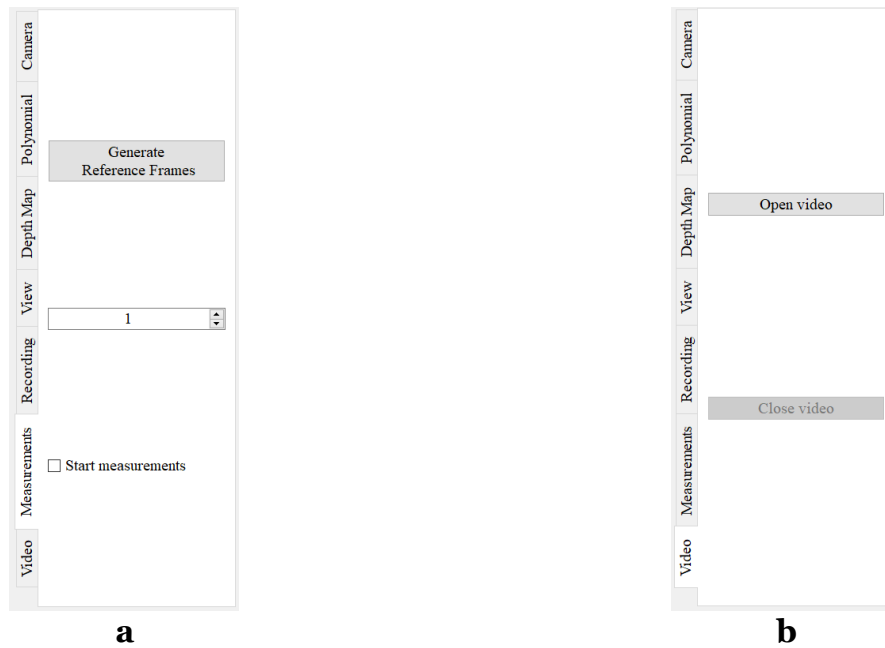 Camera
Polynomial
Depth Map
View
Recording
Measurements
Video
Generate
Reference Frames
1
Start measurements
a
Camera
Polynomial
Depth Map
View
Recording
Measurements
Video
Open video
Close video
b